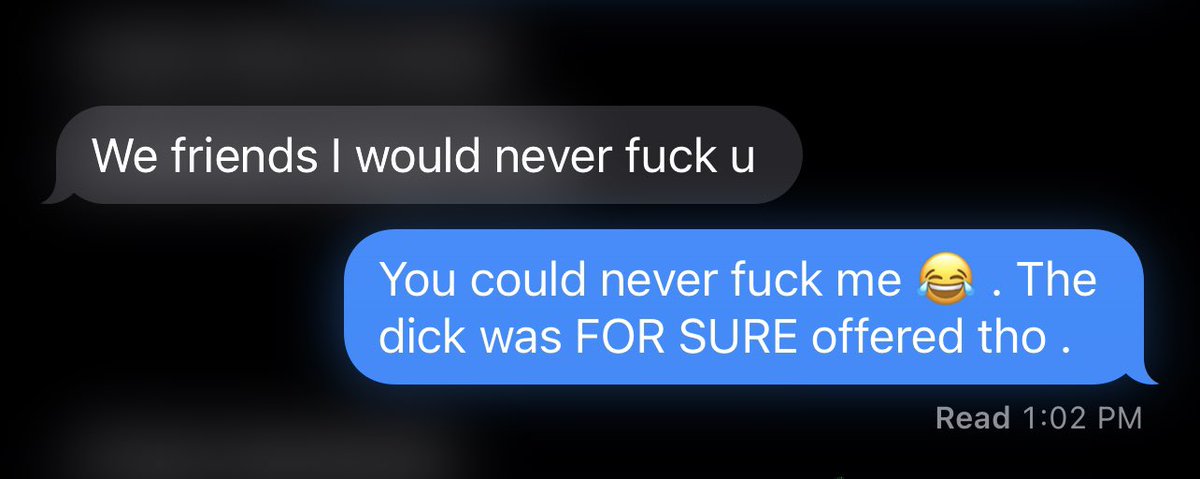 We friends I would never fuck u
You could never fuck me 😂 . The
dick was FOR SURE offered tho .
Read 1:02 PM